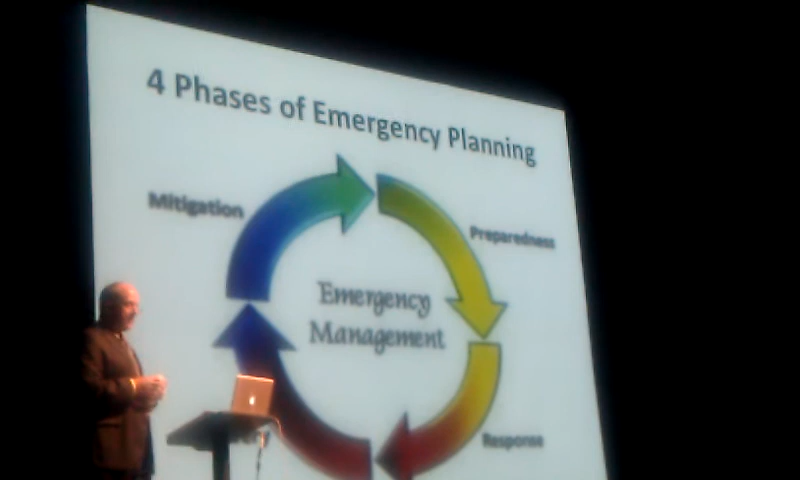 4 Phases of Emergency Planning
Mitigation
Preparedness
Emergency
Management
Response